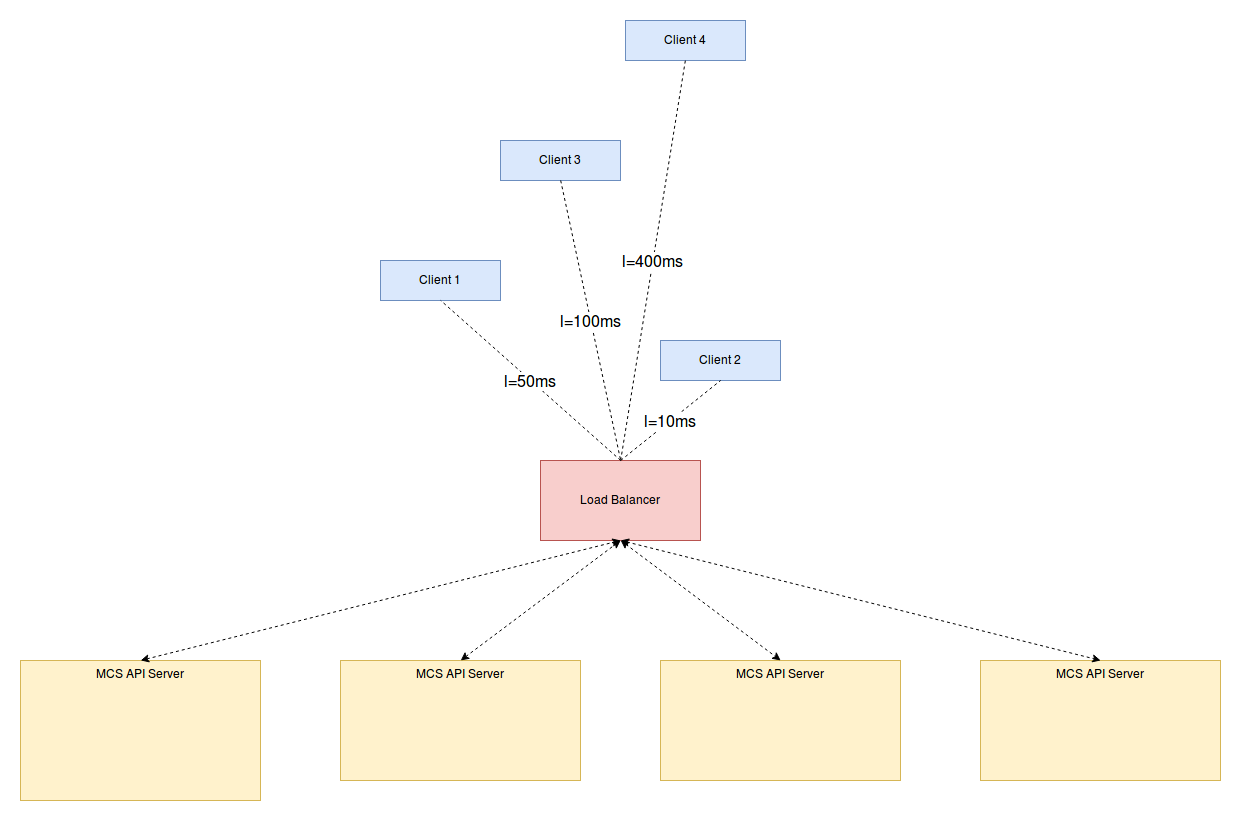 Client 4
Client 3
l=400ms
Client 1
l=100ms
Client 2
l=50ms
l=10ms
Load Balancer
MCS API Server
MCS API Server
MCS API Server
MCS API Server